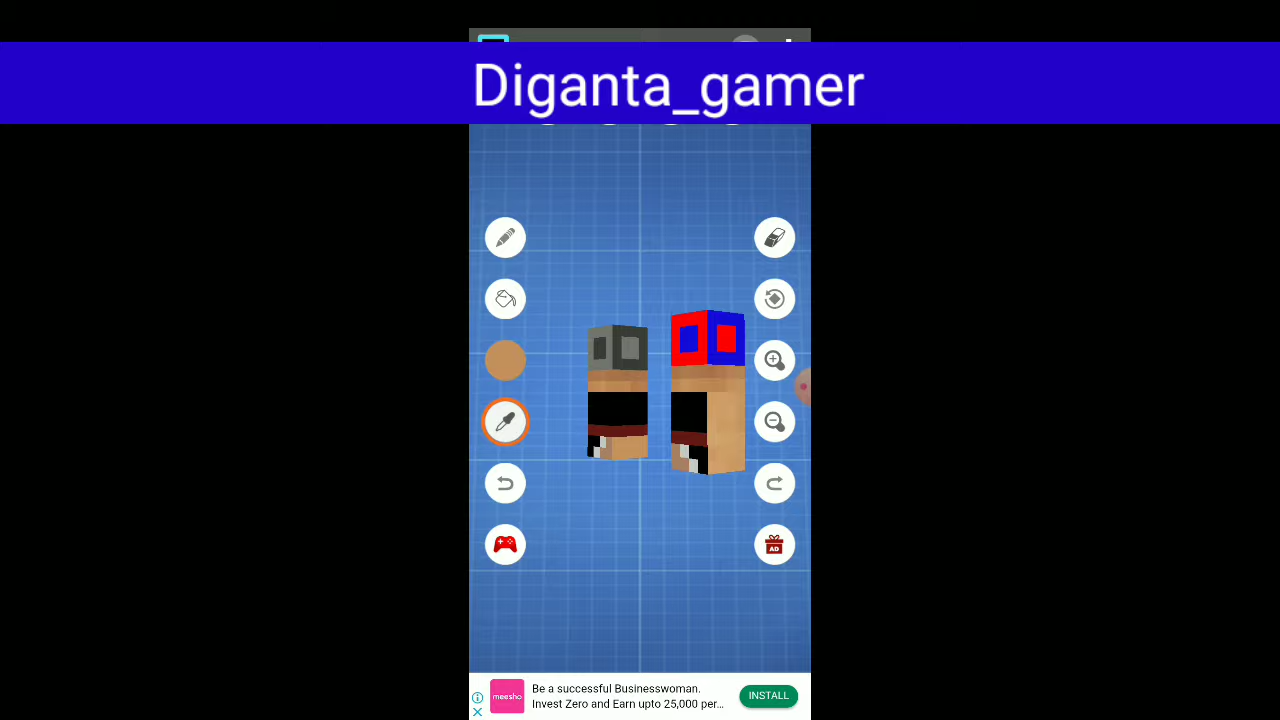 Diganta_gamer
AD
meesho
Be a successful Businesswoman.
Invest Zero and Earn upto 25,000 per...
INSTALL